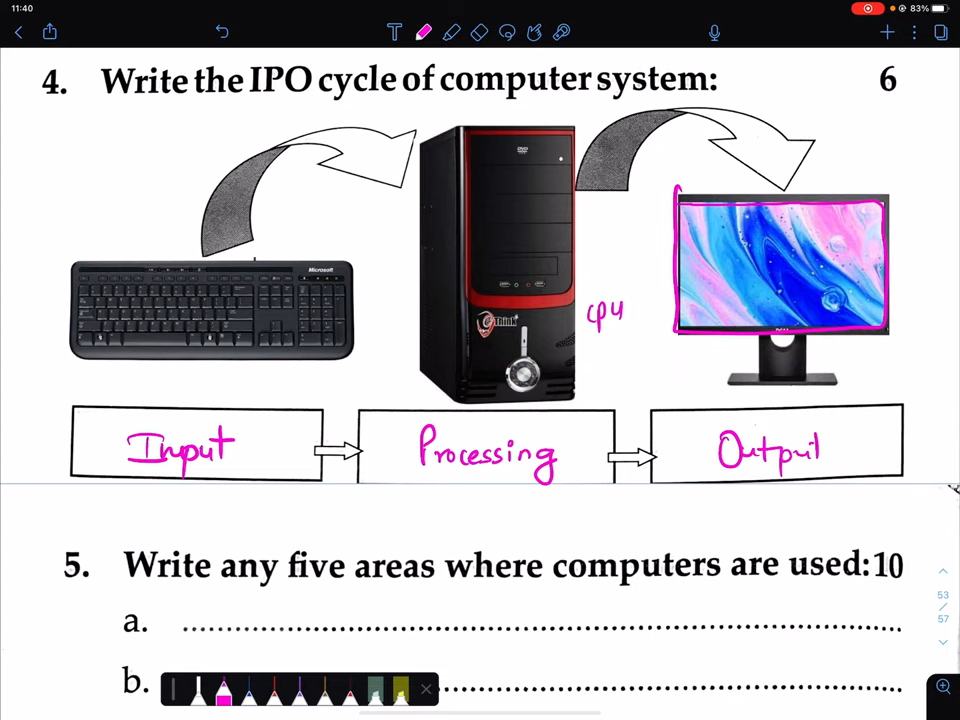 11:40
83%
4. Write the IPO cycle of computer system: 6
DVD
Microsoft
Think
cpu
Input
Processing
Output
5. Write any five areas where computers are used:10
a. ......................................................
53
/
57
b. ......................................................